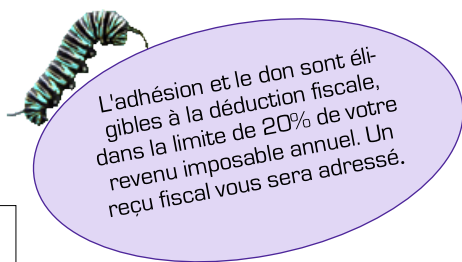 L'adhésion et le don sont éli-
gibles à la déduction fiscale,
dans la limite de 20% de votre
revenu imposable annuel. Un
reçu fiscal vous sera adressé.